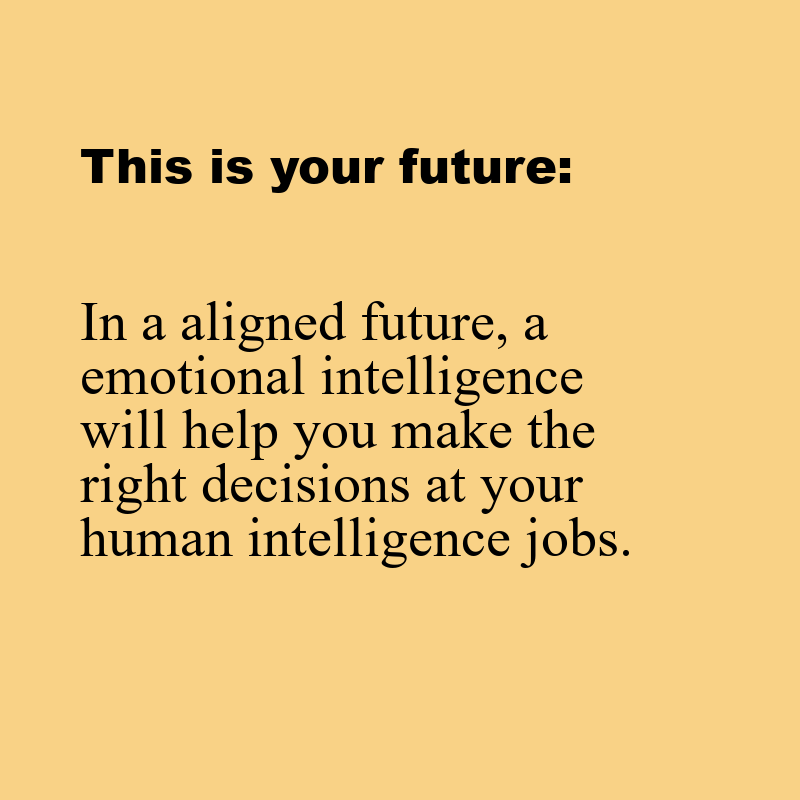 This is your future:
In a aligned future, a
emotional intelligence
will help you make the
right decisions at your
human intelligence jobs.